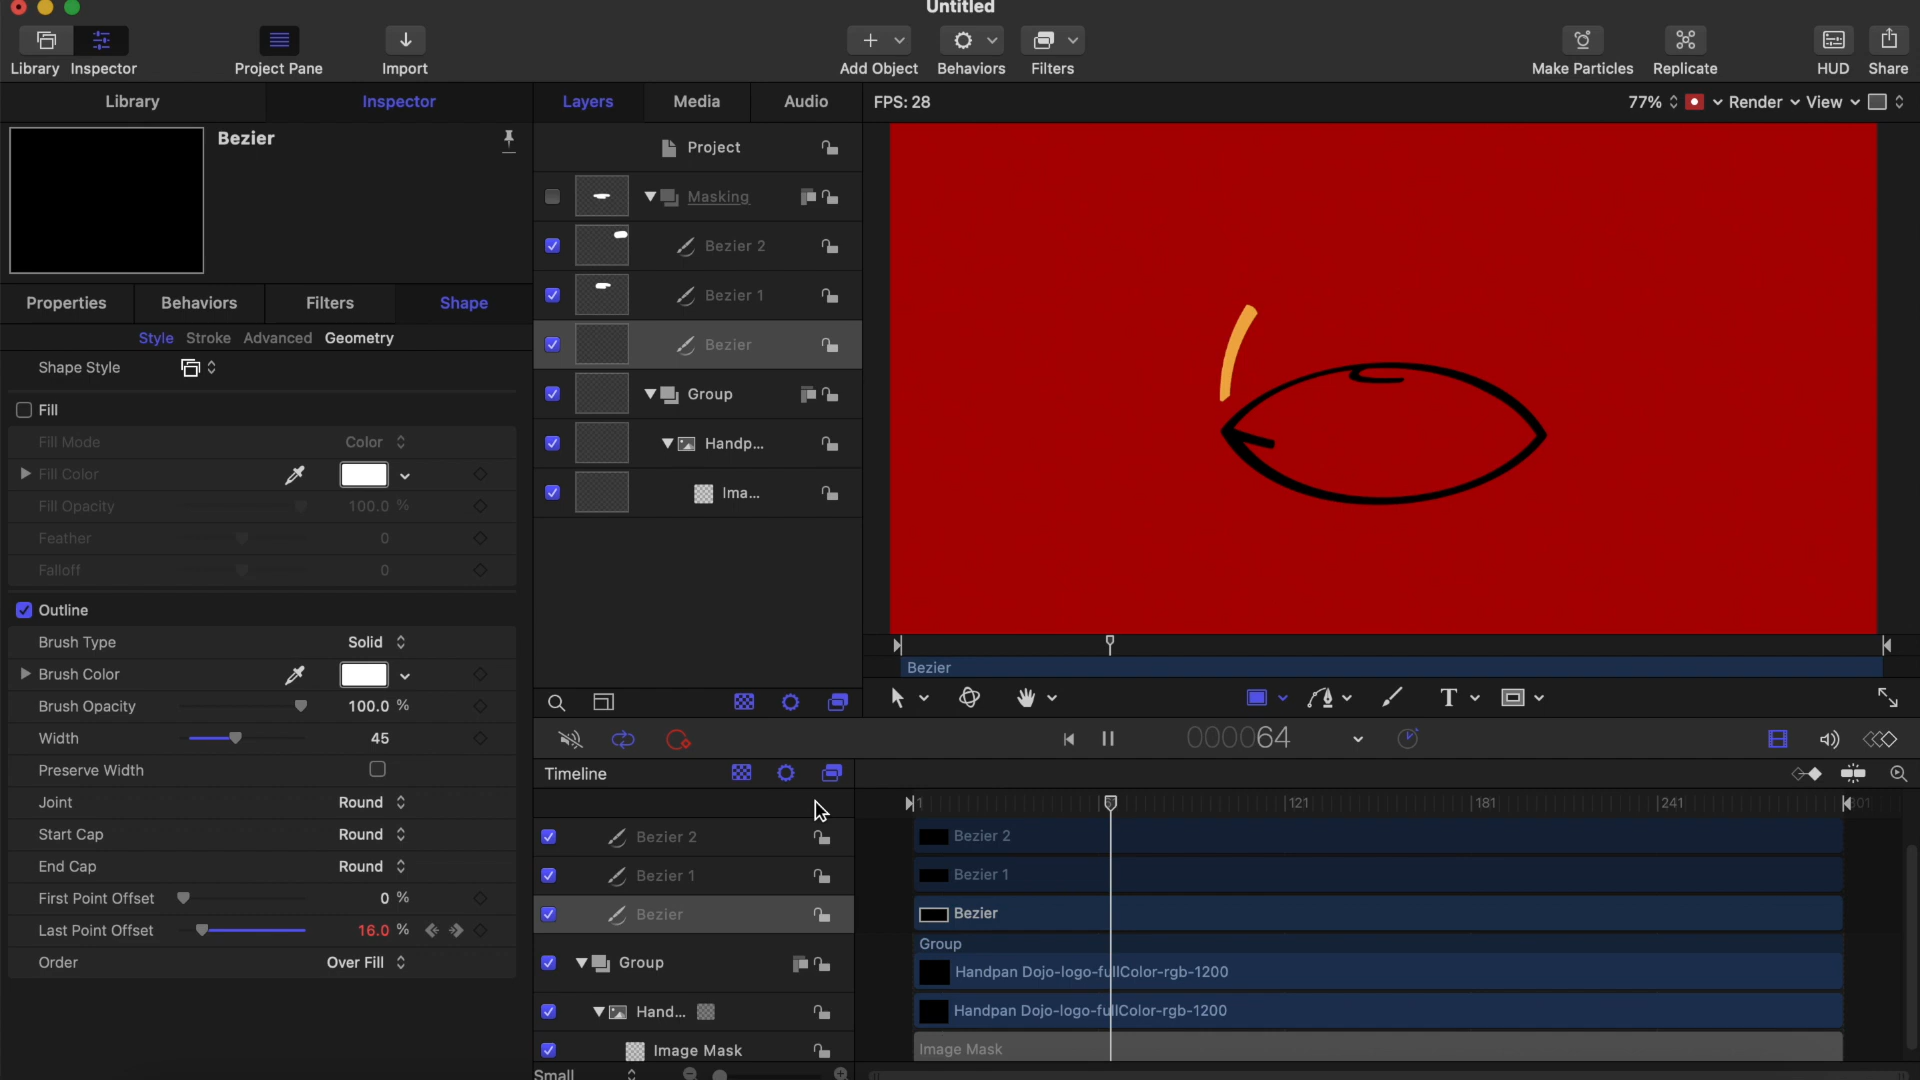 Untitled
Library
Inspector
Project Pane
Import
Add Object
Behaviors
Filters
Make Particles
Replicate
HUD
Share
Library
Inspector
Layers
Media
Audio
FPS: 28
77%
Render
View
Bezier
Project
Masking
Bezier 2
Bezier 1
Bezier
Group
Handp...
Ima...
Properties
Behaviors
Filters
Shape
Style
Stroke
Advanced
Geometry
Shape Style
Fill
Fill Mode
Color
Fill Color
Fill Opacity
100.0 %
Feather
0
Falloff
0
Outline
Brush Type
Solid
Brush Color
Brush Opacity
100.0 %
Width
45
Preserve Width
Joint
Round
Start Cap
Round
End Cap
Round
First Point Offset
0 %
Last Point Offset
16.0 %
Order
Over Fill
Bezier
T
00000064
Timeline
1
121
181
241
301
Bezier 2
Bezier 2
Bezier 1
Bezier 1
Bezier
Bezier
Group
Group
Handpan Dojo-logo-fullColor-rgb-1200
Hand...
Handpan Dojo-logo-fullColor-rgb-1200
Image Mask
Image Mask
Small